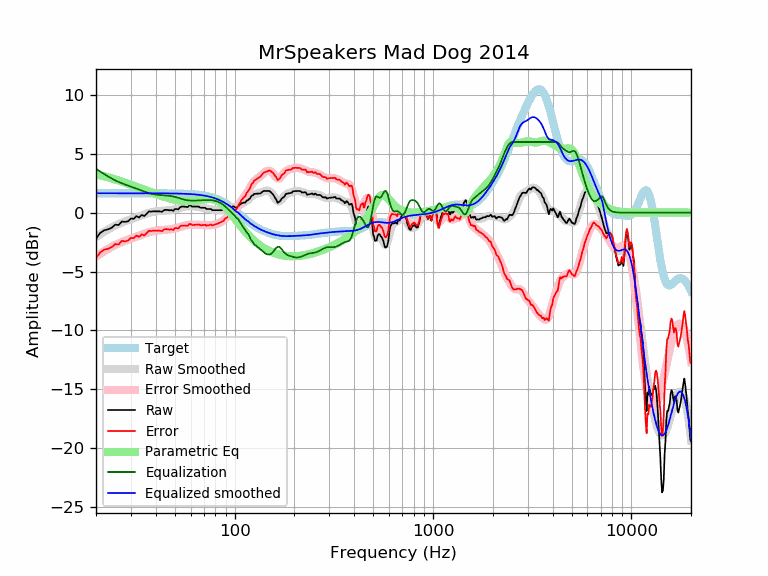 MrSpeakers Mad Dog 2014
Amplitude (dBr)
10
5
0
−5
−10
−15
−20
−25
Target
Raw Smoothed
Error Smoothed
Raw
Error
Parametric Eq
Equalization
Equalized smoothed
100
1000
10000
Frequency (Hz)